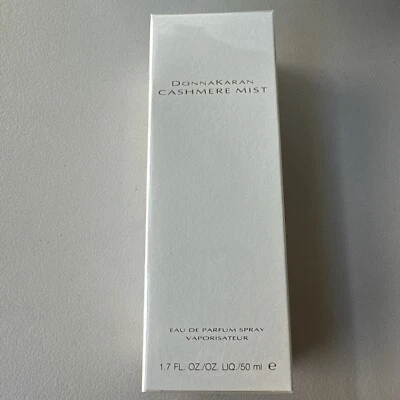 DONNAKARAN
CASHMERE MIST
EAU DE PARFUM SPRAY
VAPORISATEUR
1.7 FL. OZ./OZ. LIQ./50 ml e